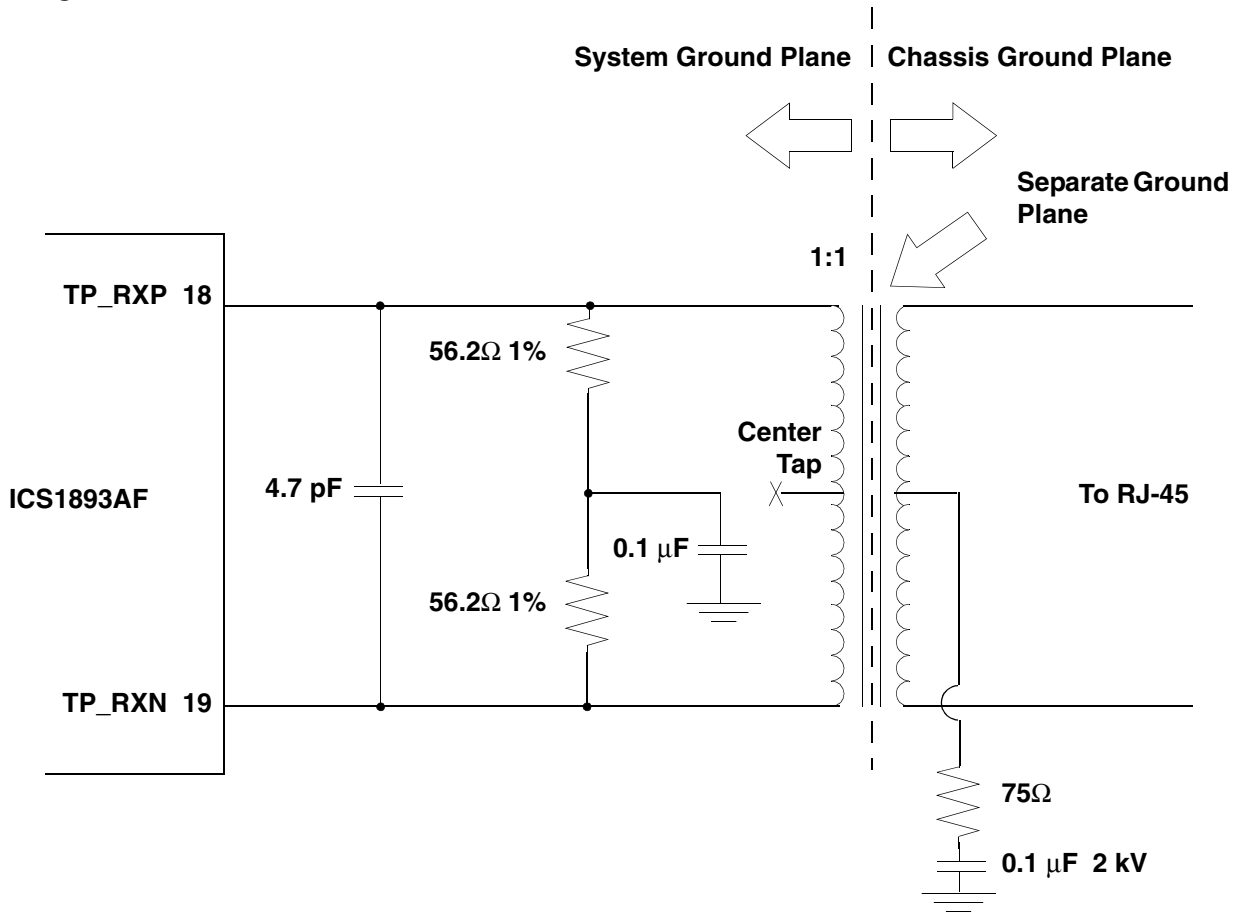 System Ground Plane
Chassis Ground Plane
Separate Ground
Plane
1:1
TP_RXP 18
56.2Ω 1%
Center
Tap
4.7 pF
ICS1893AF
To RJ-45
0.1 μF
56.2Ω 1%
TP_RXN 19
75Ω
0.1 μF 2 kV